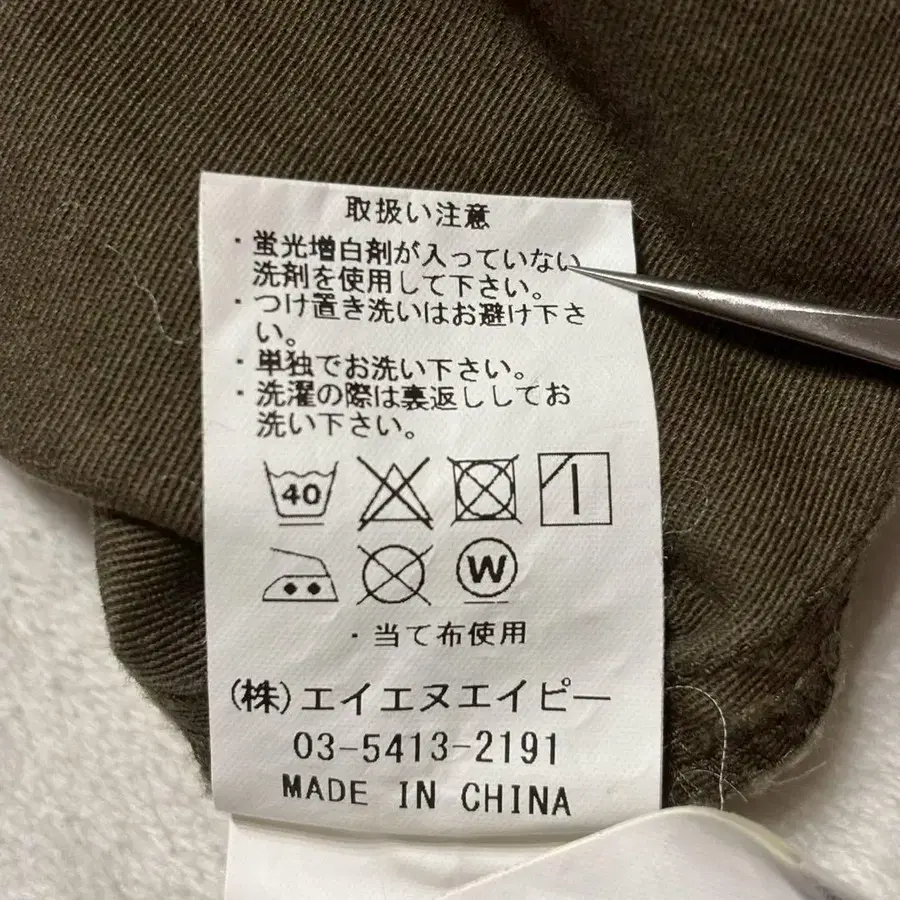 取扱い注意
・蛍光増白剤が入っていない
洗剤を使用して下さい。
・つけ置き洗いはお避け下さ
い。
・単独でお洗い下さい。
・洗濯の際は裏返ししてお
洗い下さい。
40
W
・当て布使用
(株)エイエヌエイピー
03-5413-2191
MADE IN CHINA